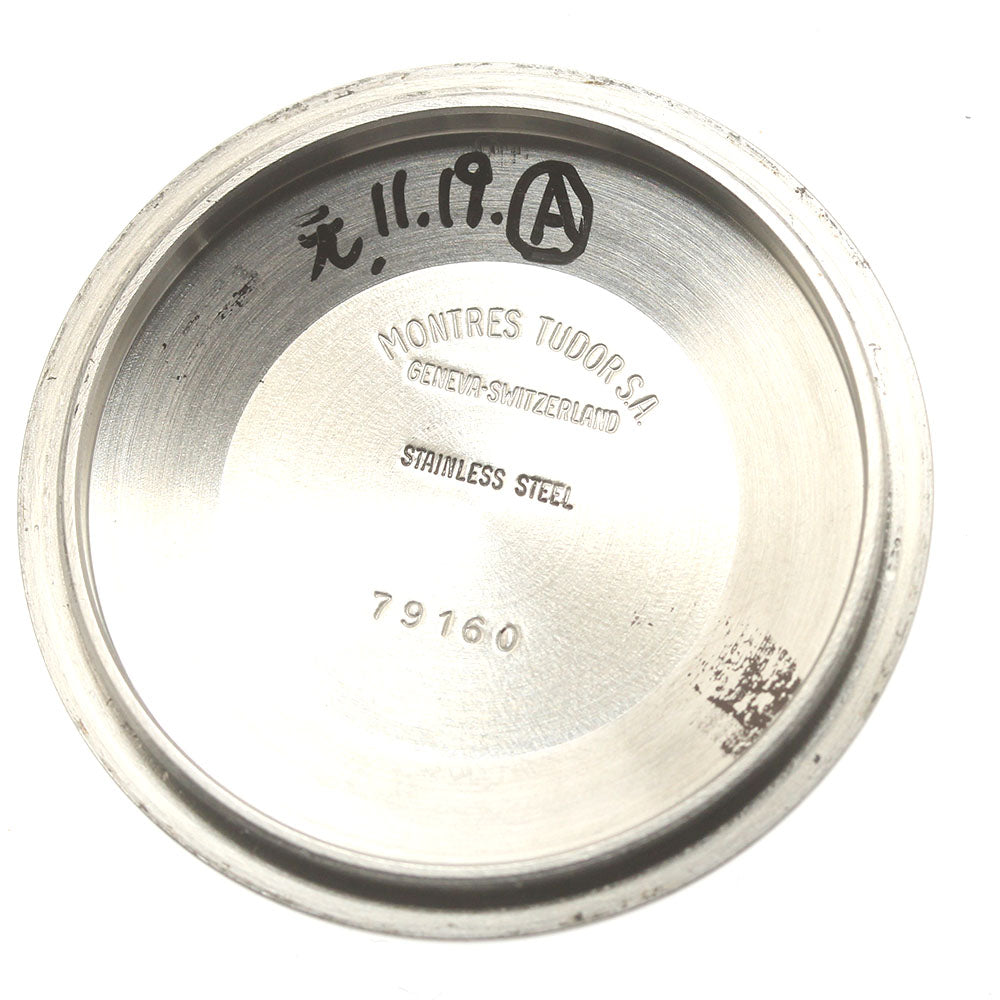 元.11.19.Ⓐ
MONTRES TUDOR S.A.
GENEVA-SWITZERLAND
STAINLESS STEEL
79160